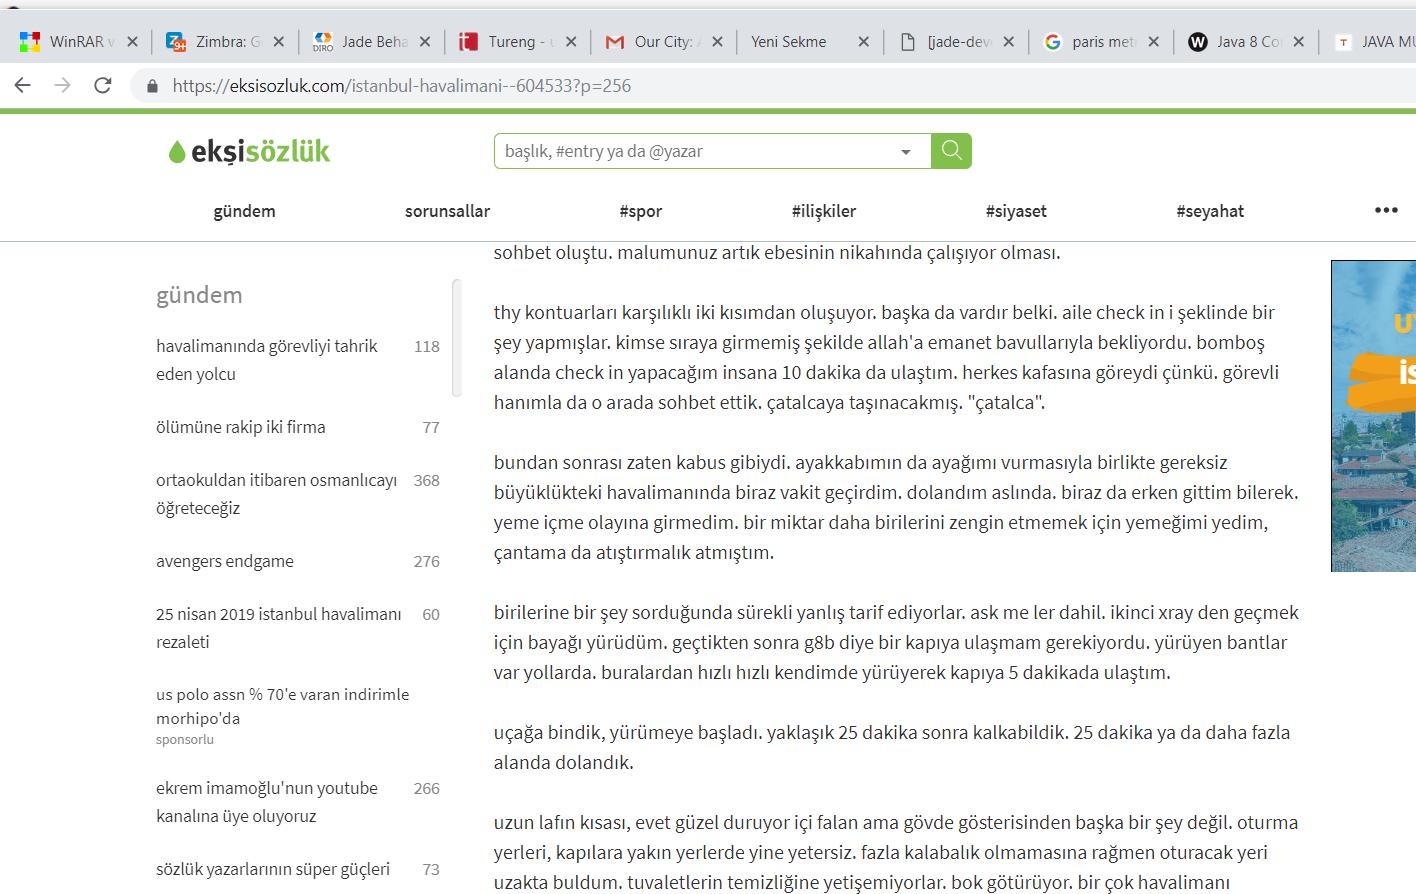 WinRAR v
Zimbra: G
Jade Beha
Tureng - u
Our City: A
Yeni Sekme
[jade-deve
paris metr
Java 8 Co
JAVA MU
https://eksisozluk.com/istanbul-havalimani--604533?p=256
ekşisözlük
başlık, #entry ya da @yazar
gündem
sorunsallar
#spor
#ilişkiler
#siyaset
#seyahat
gündem
havalimanında görevliyi tahrik 118
eden yolcu
ölümüne rakip iki firma 77
ortaokuldan itibaren osmanlıcayı 368
öğreteceğiz
avengers endgame 276
25 nisan 2019 istanbul havalimanı 60
rezaleti
us polo assn % 70'e varan indirimle
morhipo'da
sponsorlu
ekrem imamoğlu'nun youtube 266
kanalına üye oluyoruz
sözlük yazarlarının süper güçleri 73
sohbet oluştu. malumunuz artık ebesinin nikahında çalışıyor olması.
thy kontuarları karşılıklı iki kısımdan oluşuyor. başka da vardır belki. aile check in i şeklinde bir
şey yapmışlar. kimse sıraya girmemiş şekilde allah'a emanet bavullarıyla bekliyordu. bomboş
alanda check in yapacağım insana 10 dakika da ulaştım. herkes kafasına göreydi çünkü. görevli
hanımla da o arada sohbet ettik. çatalcaya taşınacakmış. "çatalca".
bundan sonrası zaten kabus gibiydi. ayakkabımın da ayağımı vurmasıyla birlikte gereksiz
büyüklükteki havalimanında biraz vakit geçirdim. dolandım aslında. biraz da erken gittim bilerek.
yeme içme olayına girmedim. bir miktar daha birilerini zengin etmemek için yemeğimi yedim,
çantama da atıştırmalık atmıştım.
birilerine bir şey sorduğunda sürekli yanlış tarif ediyorlar. ask me ler dahil. ikinci xray den geçmek
için bayağı yürüdüm. geçtikten sonra g8b diye bir kapıya ulaşmam gerekiyordu. yürüyen bantlar
var yollarda. buralardan hızlı hızlı kendimde yürüyerek kapıya 5 dakikada ulaştım.
uçağa bindik, yürümeye başladı. yaklaşık 25 dakika sonra kalkabildik. 25 dakika ya da daha fazla
alanda dolandık.
uzun lafın kısası, evet güzel duruyor içi falan ama gövde gösterisinden başka bir şey değil. oturma
yerleri, kapılara yakın yerlerde yine yetersiz. fazla kalabalık olmamasına rağmen oturacak yeri
uzakta buldum. tuvaletlerin temizliğine yetişemiyorlar. bok götürüyor. bir çok havalimanı